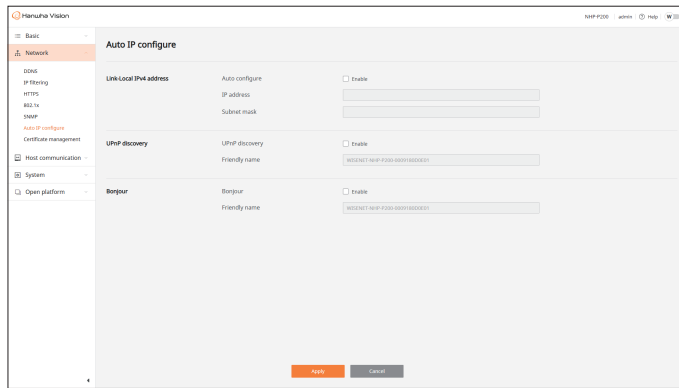 Hanwha Vision
NHP-P200 admin Help W
Basic
Network
DDNS
IP filtering
HTTPS
802.1x
SNMP
Auto IP configure
Certificate management
Host communication
System
Open platform
Auto IP configure
Link-Local IPv4 address Auto configure Enable
IP address
Subnet mask
UPnP discovery UPnP discovery Enable
Friendly name
Bonjour Bonjour Enable
Friendly name
Apply Cancel